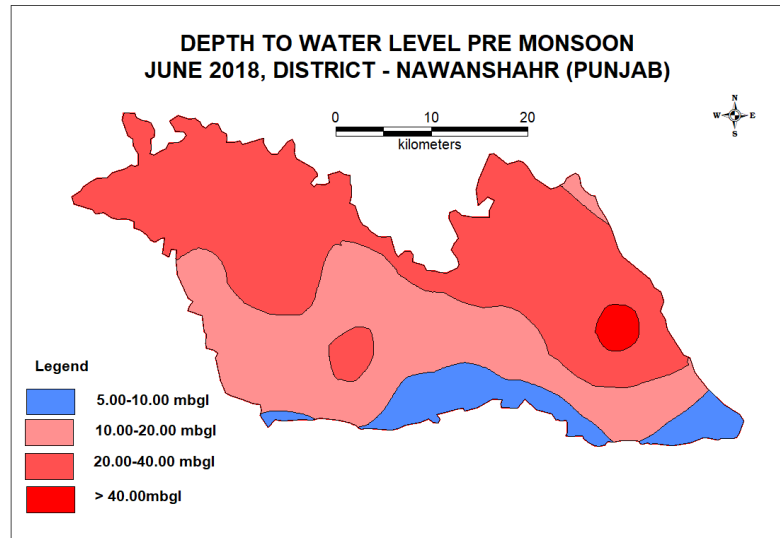 DEPTH TO WATER LEVEL PRE MONSOON
JUNE 2018, DISTRICT - NAWANSHAHR (PUNJAB)
0 10 20
kilometers
N
W E
S
Legend
5.00-10.00 mbgl
10.00-20.00 mbgl
20.00-40.00 mbgl
> 40.00mbgl